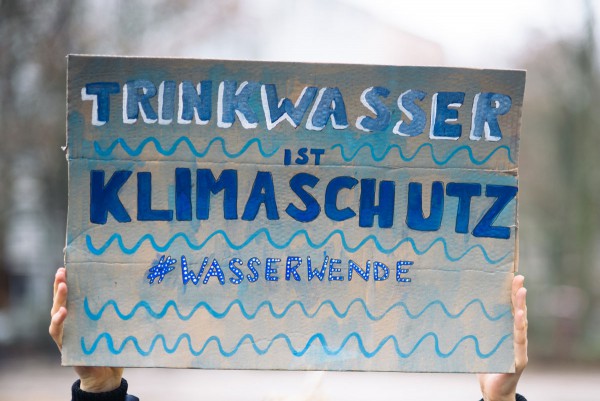 TRINKWASSER
IST
KLIMASCHUTZ
#WASSERWENDE